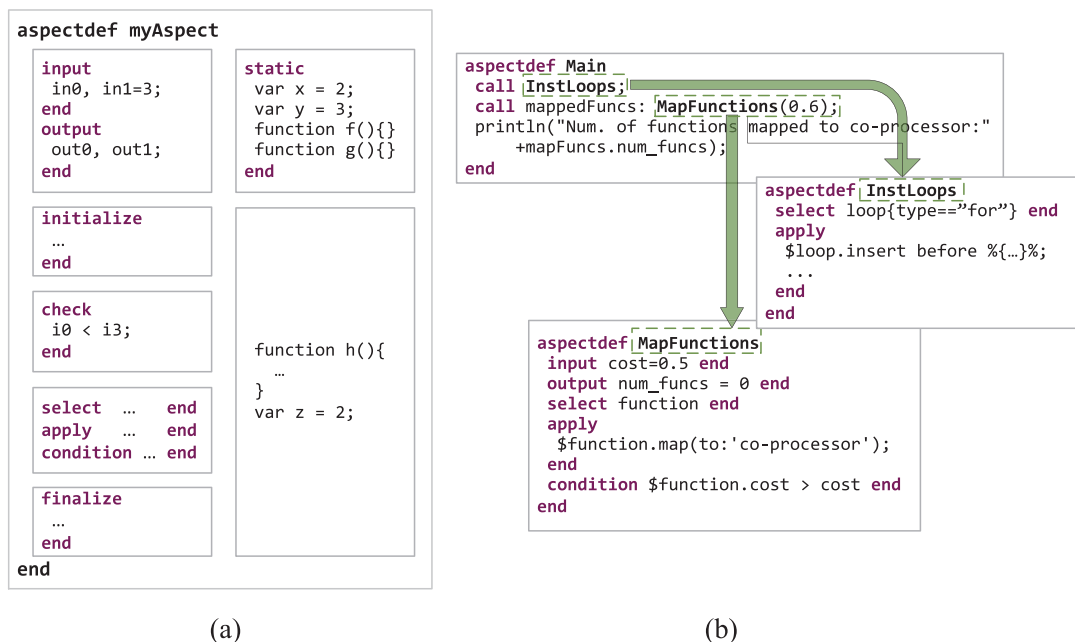 aspectdef myAspect
input
in0, in1=3;
end
output
out0, out1;
end
static
var x = 2;
var y = 3;
function f(){}
function g(){}
end
initialize
…
end
check
i0 < i3;
end
select … end
apply … end
condition … end
finalize
…
end
function h(){
…
}
var z = 2;
end
(a)
aspectdef Main
call InstLoops;
call mappedFuncs: MapFunctions(0.6);
println("Num. of functions mapped to co-processor:"
+mapFuncs.num_funcs);
end
aspectdef InstLoops
select loop{type==”for”} end
apply
$loop.insert before %{…}%;
...
end
end
aspectdef MapFunctions
input cost=0.5 end
output num_funcs = 0 end
select function end
apply
$function.map(to:'co-processor');
end
condition $function.cost > cost end
end
(b)